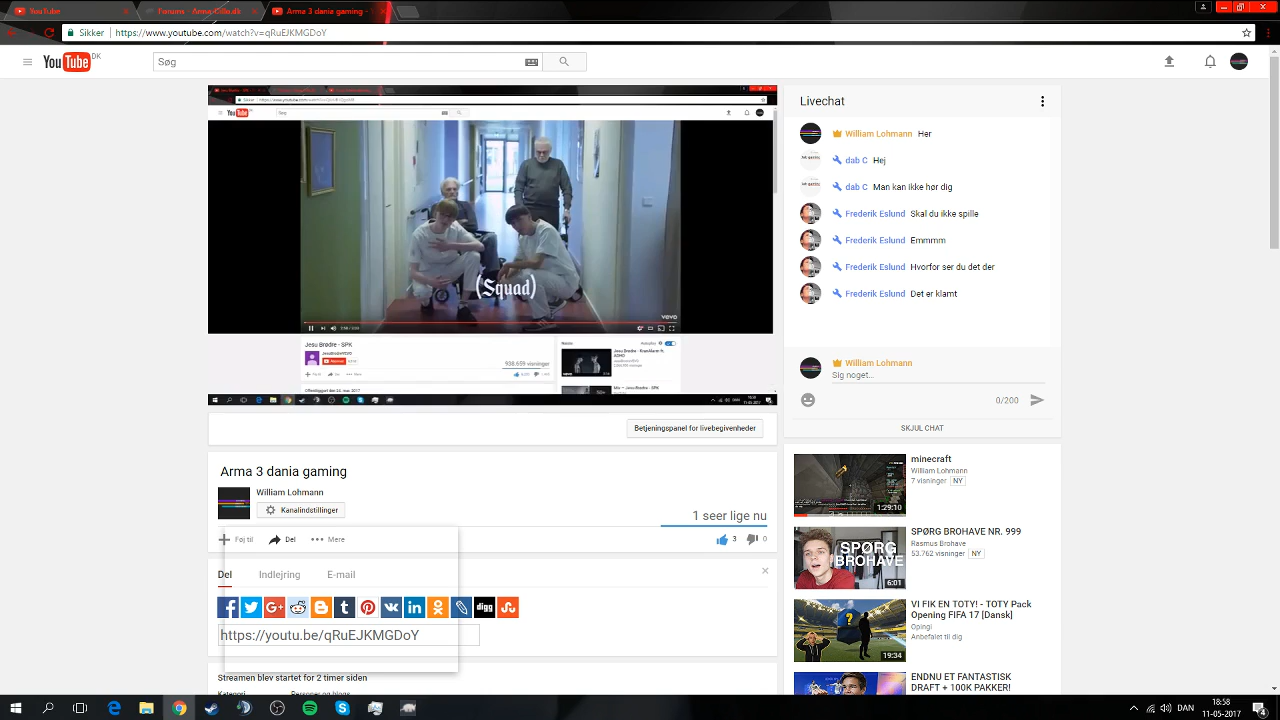 YouTube
Forums - Arma-Oslo.dk
Arma 3 dania gaming -
Sikker
https://www.youtube.com/watch?v=qRuEJKMGDoY
YouTube DK
Søg
(Squad)
vevo
Jesu Brødre - SPK
938.659 visninger
Betjeningspanel for livebegivenheder
Arma 3 dania gaming
William Lohmann
Kanalindstillinger
1 seer lige nu
Føj til
Del
Mere
3
0
Del
Indlejring
E-mail
digg
https://youtu.be/qRuEJKMGDoY
Streamen blev startet for 2 timer siden
Kategori
Personer og blogs
Livechat
William Lohmann Her
dab C Hej
dab C Man kan ikke hør dig
Frederik Eslund Skal du ikke spille
Frederik Eslund Emmmm
Frederik Eslund Hvorfor ser du det der
Frederik Eslund Det er klamt
William Lohmann
Sig noget...
0/200
SKJUL CHAT
minecraft
William Lohmann
7 visninger NY
1:29:10
SPØRG BROHAVE NR. 999
Rasmus Brohave
53.762 visninger NY
SPØRG
BROHAVE
6:01
VI FIK EN TOTY! - TOTY Pack
Opening FIFA 17 [Dansk]
Opingi
Anbefalet til dig
19:34
ENDNU ET FANTASTISK
DRAFT + 100K PAKKER!
DAN
18:58
11-05-2017
4